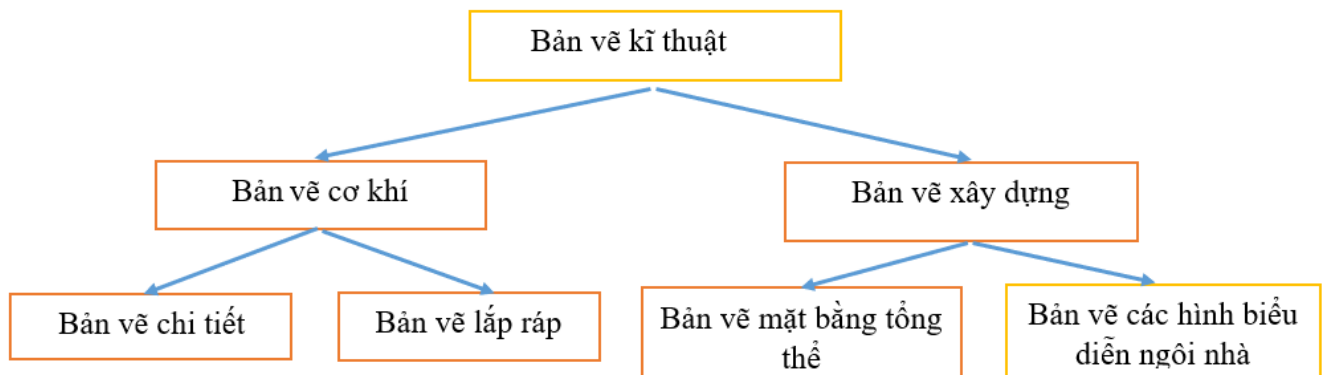 Bản vẽ kĩ thuật
Bản vẽ cơ khí
Bản vẽ xây dựng
Bản vẽ chi tiết
Bản vẽ lắp ráp
Bản vẽ mặt bằng tổng
thể
Bản vẽ các hình biểu
diễn ngôi nhà